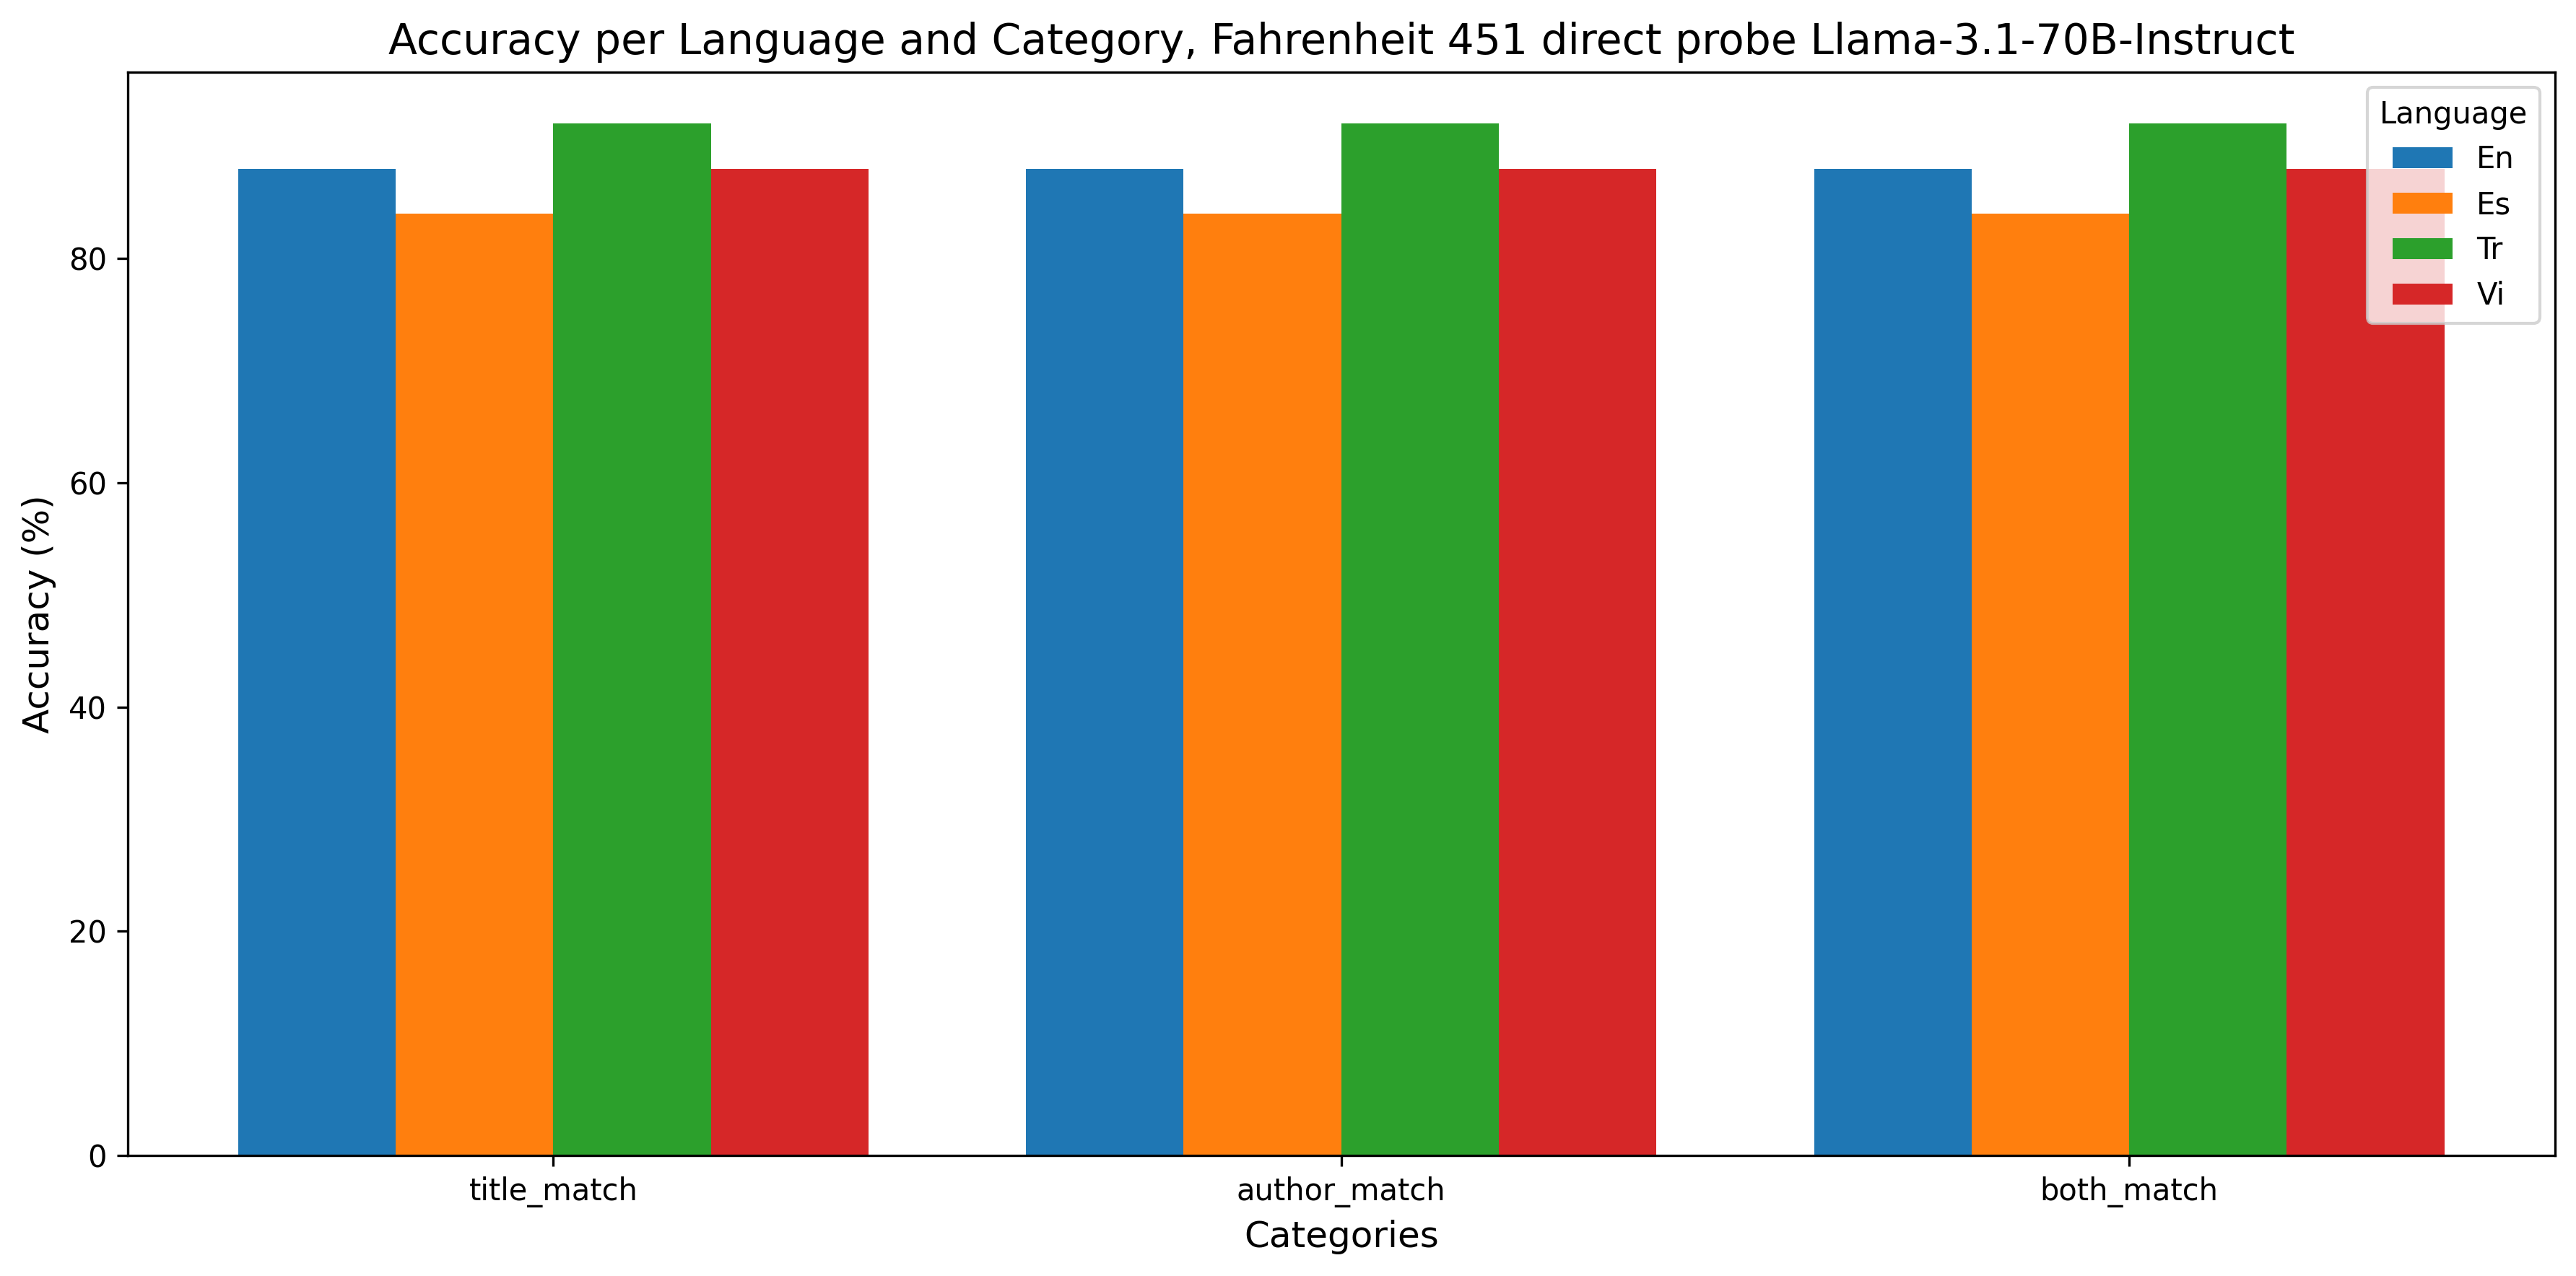 Accuracy per Language and Category, Fahrenheit 451 direct probe Llama-3.1-70B-Instruct
Language
En
Es
Tr
Vi
Accuracy (%)
80
60
40
20
0
title_match
author_match
both_match
Categories